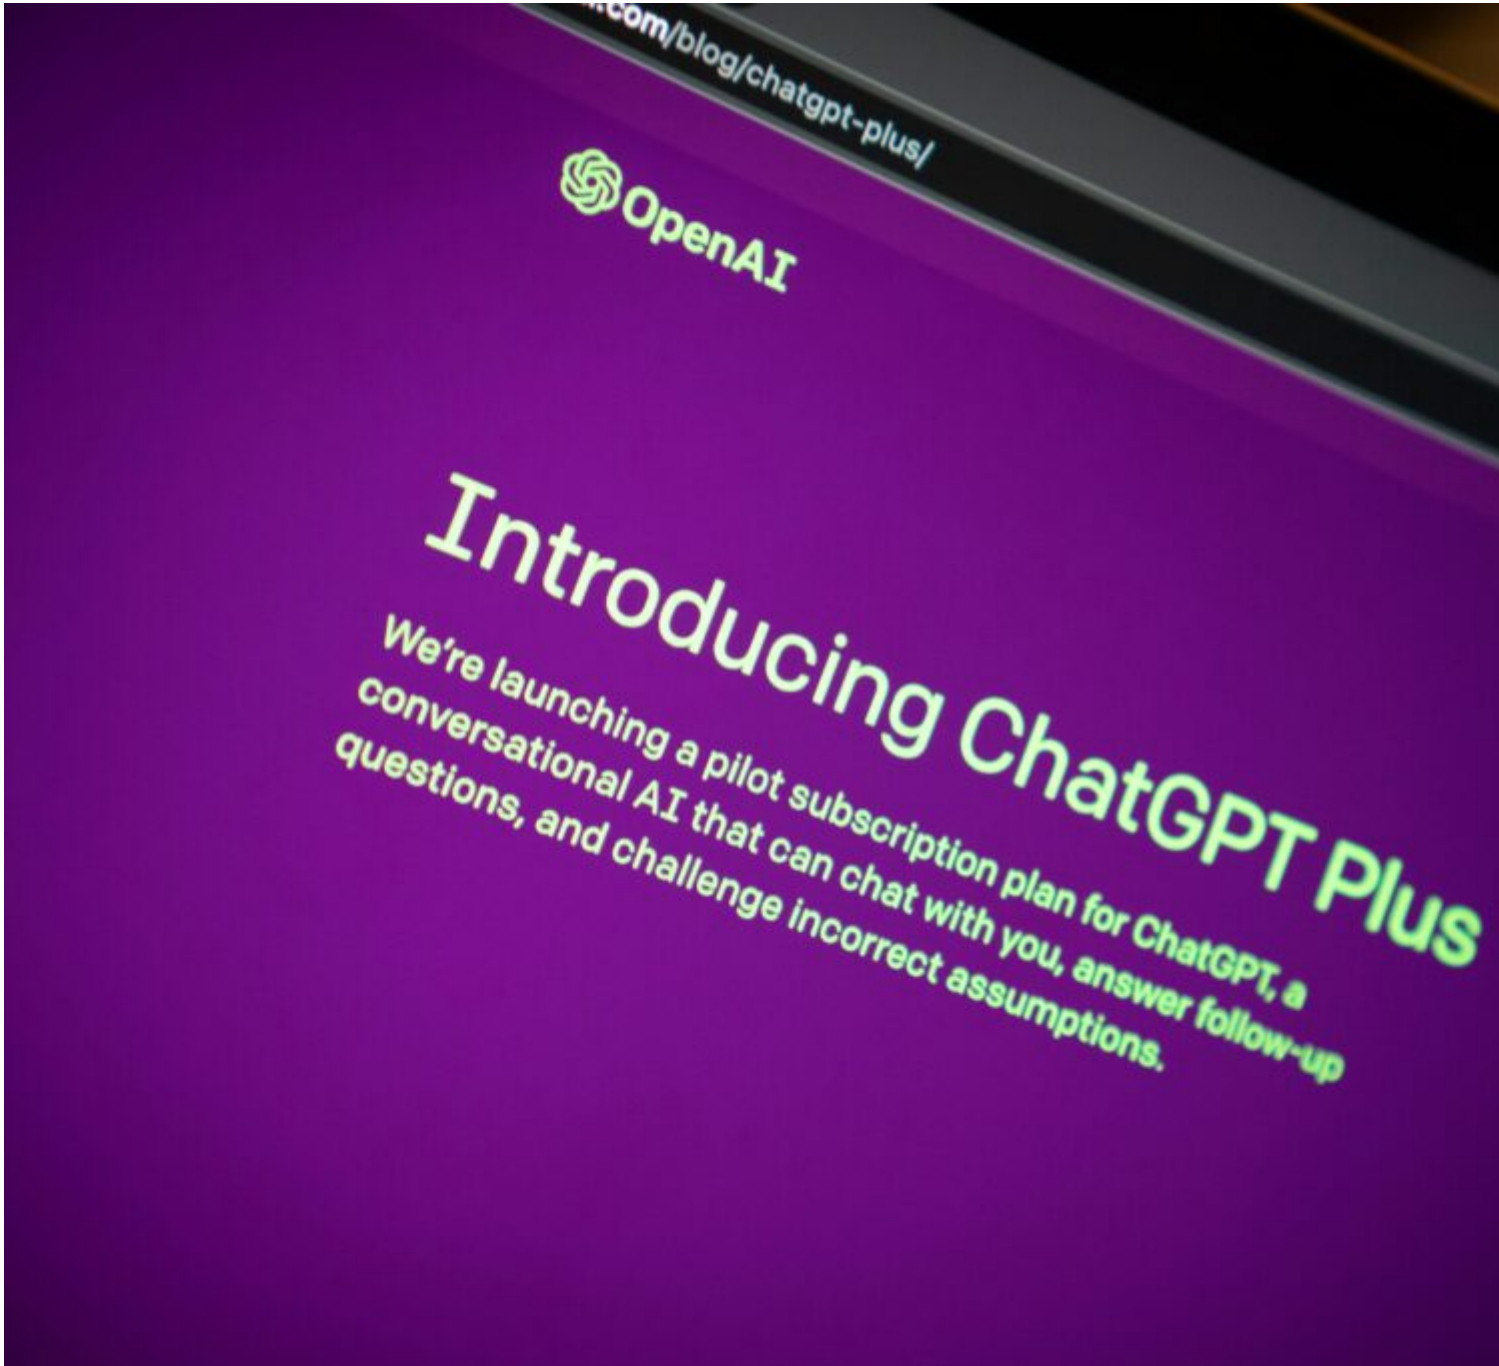 .com/blog/chatgpt-plus/
OpenAI
Introducing ChatGPT Plus
We're launching a pilot subscription plan for ChatGPT, a
conversational AI that can chat with you, answer follow-up
questions, and challenge incorrect assumptions.